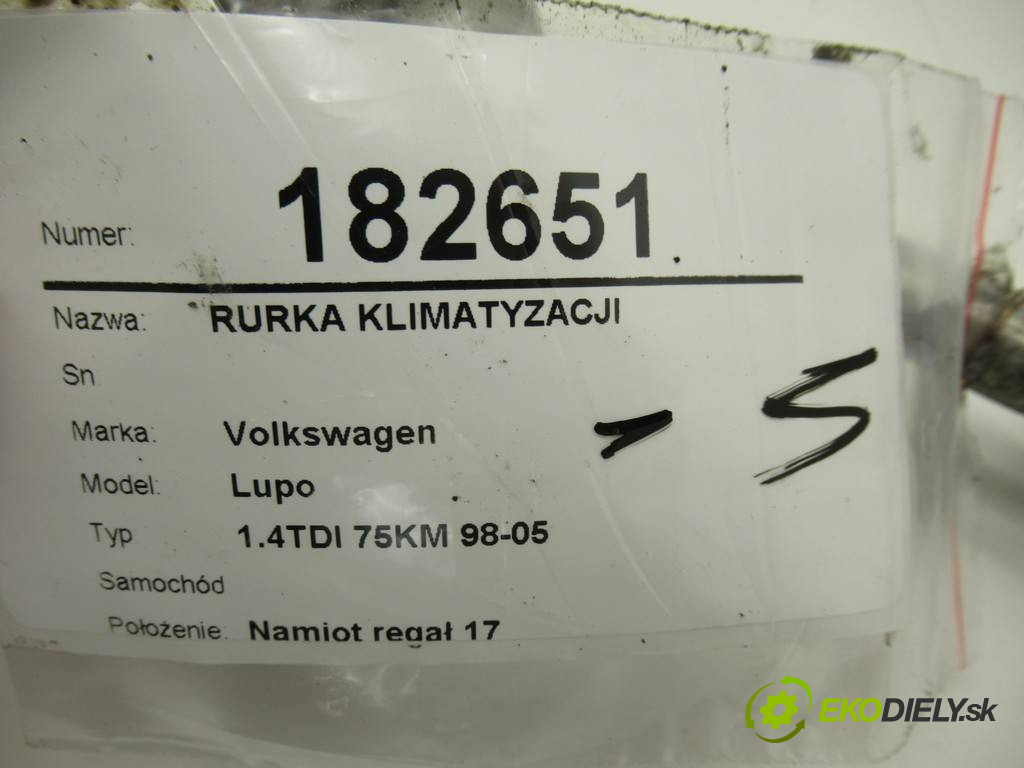 Numer: 182651
Nazwa: RURKA KLIMATYZACJI
Sn
Marka: Volkswagen
Model: Lupo
Typ 1.4TDI 75KM 98-05
Samochód
Położenie: Namiot regał 17
EKODIELY.sk